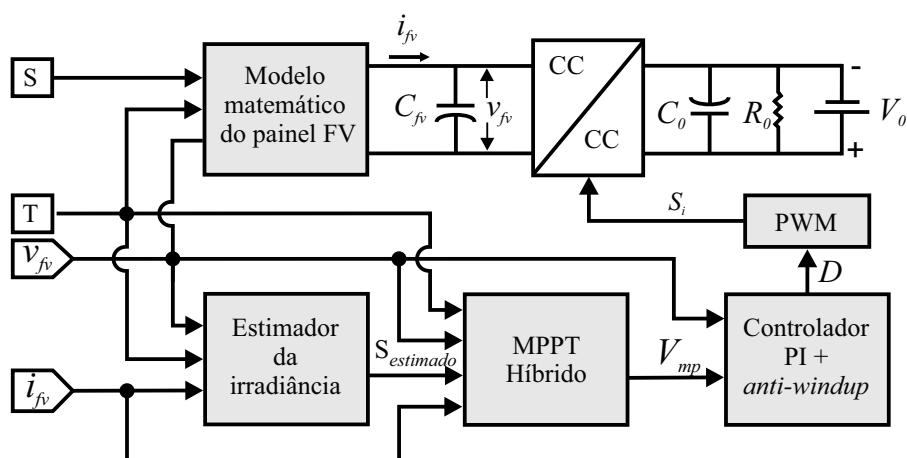 i_fv
S
Modelo
matemático
do painel FV
C_fv
v_fv
CC
CC
C_0
R_0
-
+
V_0
T
S_i
PWM
v_fv
D
Estimador
da
irradiância
S_estimado
MPPT
Híbrido
V_mp
Controlador
PI +
anti-windup
i_fv